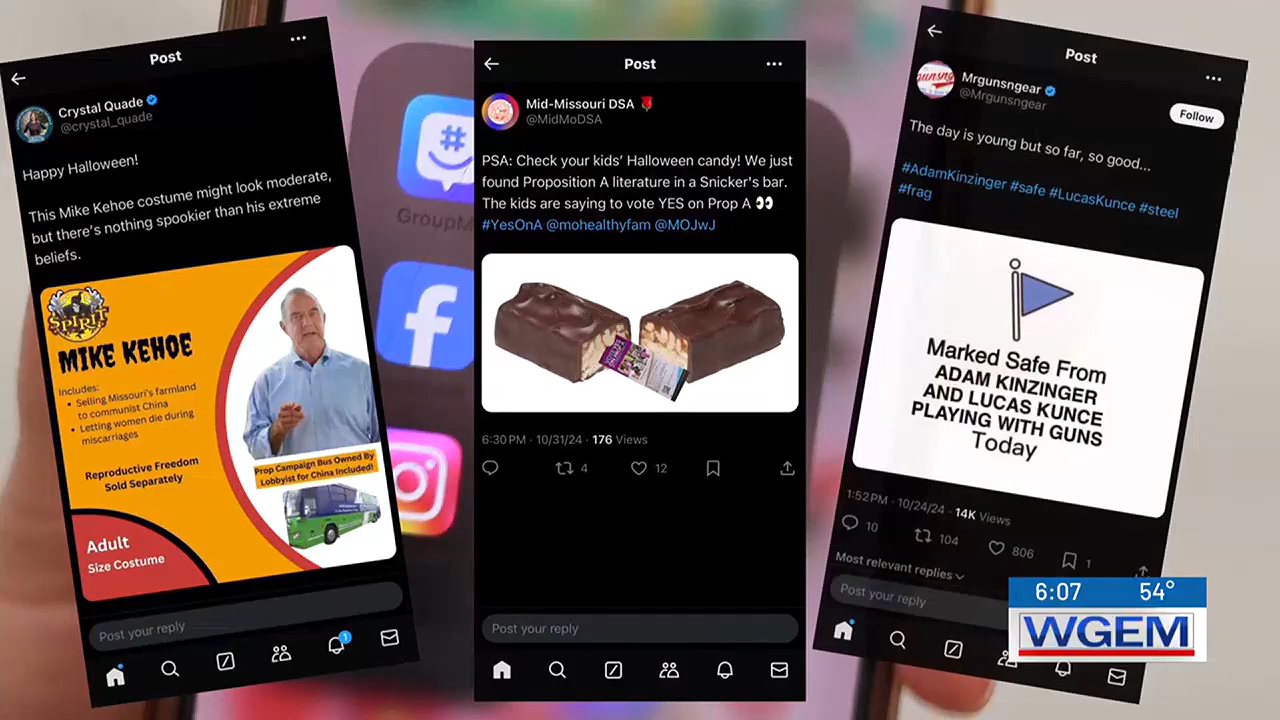 Post
Crystal Quade
@crystal_quade
Happy Halloween!
This Mike Kehoe costume might look moderate,
but there's nothing spookier than his extreme
beliefs.
SPIRIT
MIKE KEHOE
Includes:
• Selling Missouri's farmland
to communist China
• Letting women die during
miscarriages
Reproductive Freedom
Sold Separately
Prop Campaign Bus Owned By
Lobbyist for China Included!
Adult
Size Costume
Post your reply
1
GroupM
Post
Mid-Missouri DSA
@MidMoDSA
PSA: Check your kids' Halloween candy! We just
found Proposition A literature in a Snicker's bar.
The kids are saying to vote YES on Prop A 👀
#YesOnA @mohealthyfam @MOJwJ
6:30 PM · 10/31/24 · 176 Views
4
12
Post your reply
Post
gunsng
Mrgunsngear
@Mrgunsngear
Follow
The day is young but so far, so good...
#AdamKinzinger #safe #LucasKunce #steel
#frag
Marked Safe From
ADAM KINZINGER
AND LUCAS KUNCE
PLAYING WITH GUNS
Today
1:52 PM · 10/24/24 · 14K Views
10
104
806
1
Most relevant replies
Post your reply
6:07 54°
WGEM